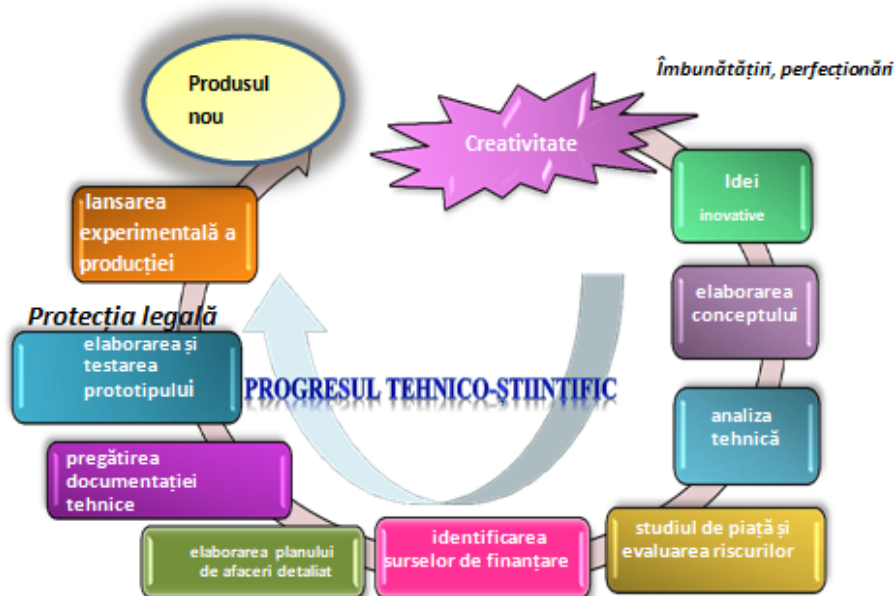 Produsul
nou
Îmbunătățiri, perfecționări
Creativitate
Idei
inovative
elaborarea
conceptului
analiza
tehnică
studiul de piață și
evaluarea riscurilor
identificarea
surselor de finanțare
elaborarea planului
de afaceri detaliat
pregătirea
documentației
tehnice
Protecția legală
elaborarea și
testarea
prototipului
lansarea
experimentală a
producției
PROGRESUL TEHNICO-ȘTIINȚIFIC